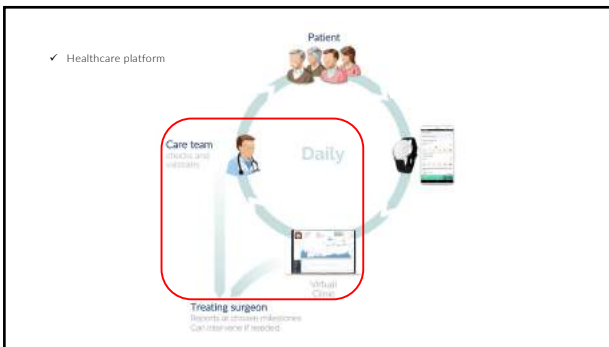 Patient
✓ Healthcare platform
Care team
checks and
validates
Daily
Virtual
Clinic
Treating surgeon
Reports at chosen milestones
Can intervene if needed.